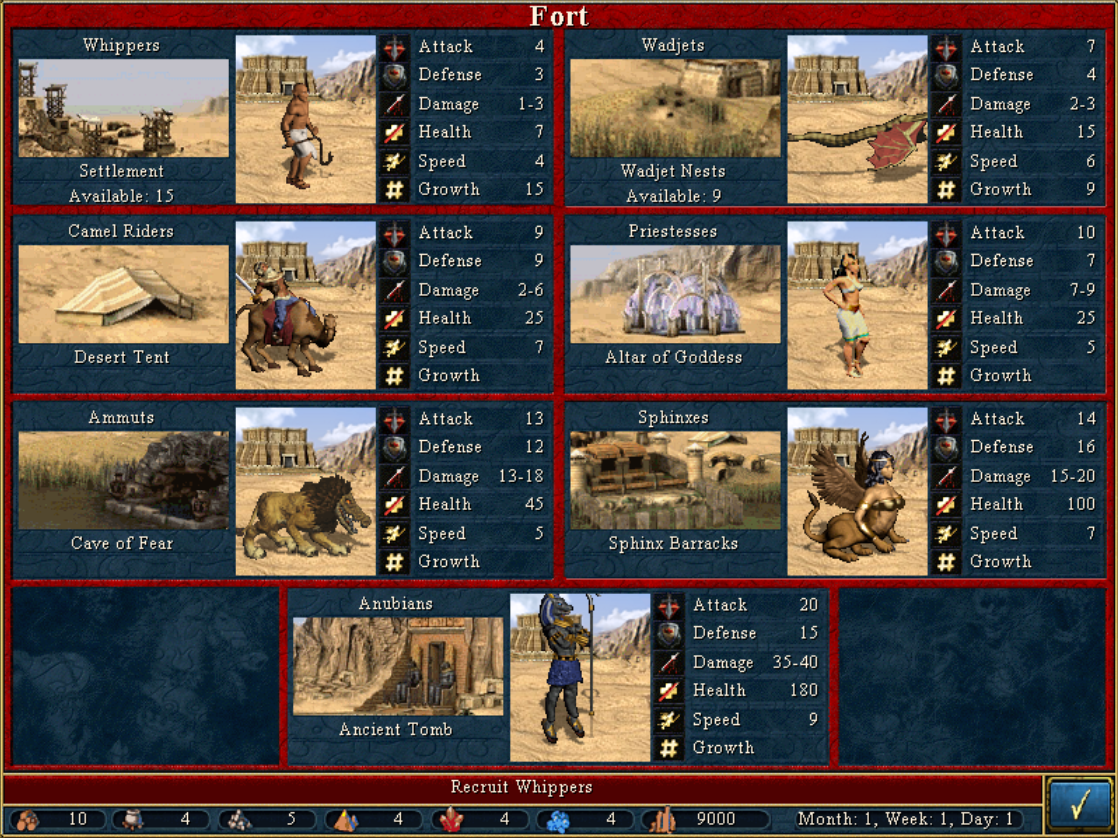 Fort
Whippers
Settlement
Available: 15
Attack 4
Defense 3
Damage 1-3
Health 7
Speed 4
Growth 15
Wadjets
Wadjet Nests
Available: 9
Attack 7
Defense 4
Damage 2-3
Health 15
Speed 6
Growth 9
Camel Riders
Desert Tent
Attack 9
Defense 9
Damage 2-6
Health 25
Speed 7
Growth
Priestesses
Altar of Goddess
Attack 10
Defense 7
Damage 7-9
Health 25
Speed 5
Growth
Ammuts
Cave of Fear
Attack 13
Defense 12
Damage 13-18
Health 45
Speed 5
Growth
Sphinxes
Sphinx Barracks
Attack 14
Defense 16
Damage 15-20
Health 100
Speed 7
Growth
Anubians
Ancient Tomb
Attack 20
Defense 15
Damage 35-40
Health 180
Speed 9
Growth
Recruit Whippers
10 4 5 4 4 4 9000 Month: 1, Week: 1, Day: 1